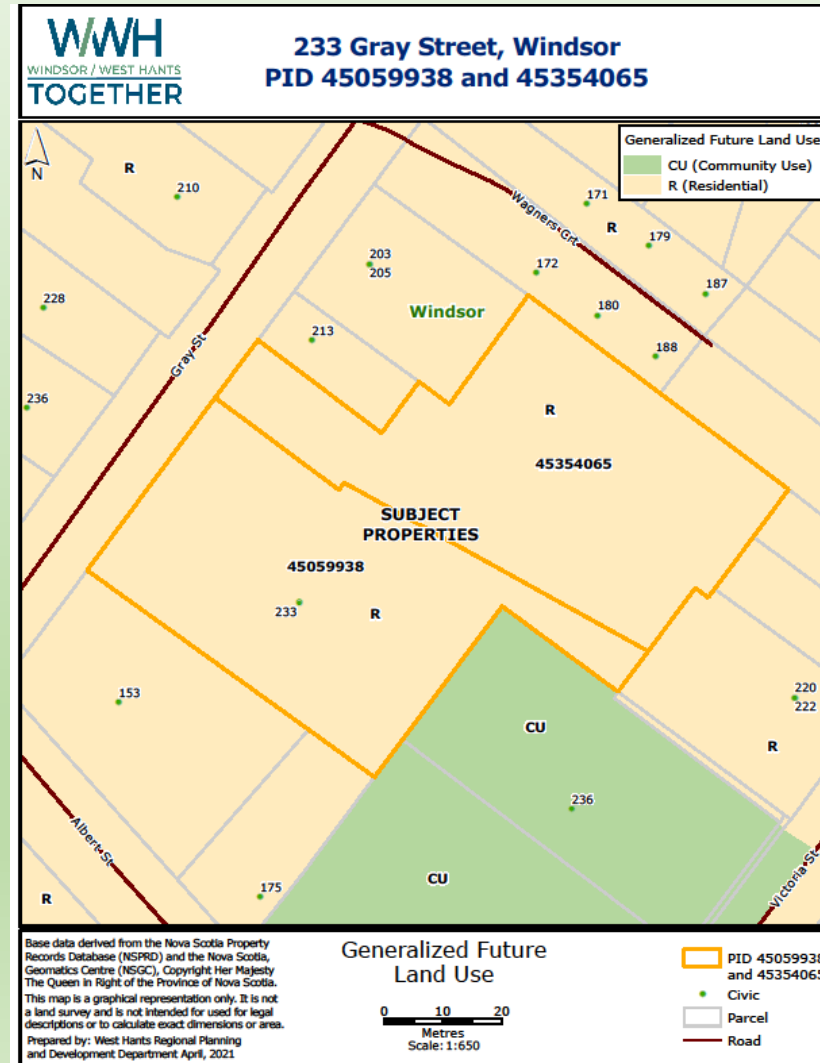 WWH
WINDSOR / WEST HANTS
TOGETHER
233 Gray Street, Windsor
PID 45059938 and 45354065
Generalized Future Land Use
CU (Community Use)
R (Residential)
N
R
210
171
R
179
Wagners Crt
203
205
172
187
228
Windsor
180
213
188
Gray St
236
R
45354065
SUBJECT
PROPERTIES
45059938
233
R
153
220
222
CU
R
236
Albert St
CU
Victoria St
175
R
Base data derived from the Nova Scotia Property
Records Database (NSPRD) and the Nova Scotia,
Geomatics Centre (NSGC), Copyright Her Majesty
The Queen in Right of the Province of Nova Scotia.
This map is a graphical representation only. It is not
a land survey and is not intended for used for legal
descriptions or to calculate exact dimensions or area.
Prepared by: West Hants Regional Planning
and Development Department April, 2021
Generalized Future
Land Use
0 10 20
Metres
Scale: 1:650
PID 45059938
and 45354065
Civic
Parcel
Road